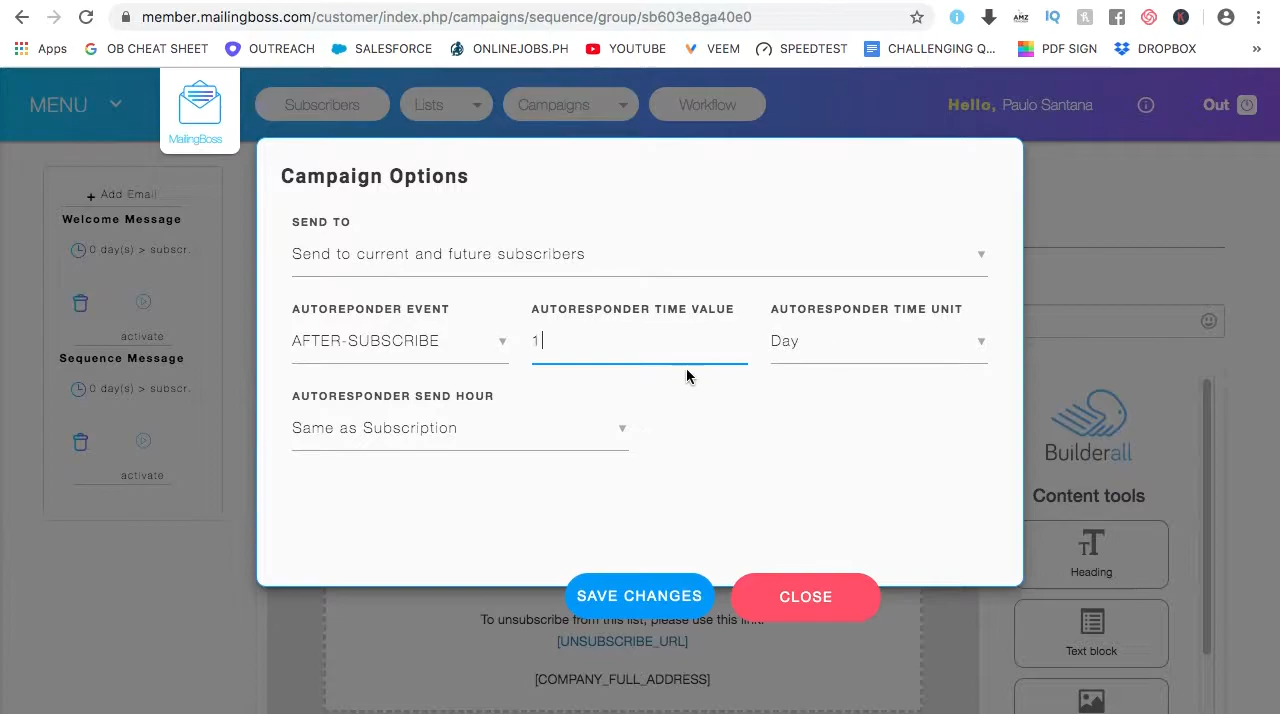 member.mailingboss.com/customer/index.php/campaigns/sequence/group/sb603e8ga40e0
AMZ
IQ
K
Apps
OB CHEAT SHEET
OUTREACH
SALESFORCE
ONLINEJOBS.PH
YOUTUBE
VEEM
SPEEDTEST
CHALLENGING Q...
PDF SIGN
DROPBOX
»
MENU
MailingBoss
Subscribers
Lists
Campaigns
Workflow
Hello, Paulo Santana
Out
+ Add Email
Welcome Message
0 day(s) > subscr.
activate
Sequence Message
0 day(s) > subscr.
activate
Campaign Options
SEND TO
Send to current and future subscribers
AUTOREPONDER EVENT
AUTORESPONDER TIME VALUE
AUTORESPONDER TIME UNIT
AFTER-SUBSCRIBE
1
Day
AUTORESPONDER SEND HOUR
Same as Subscription
SAVE CHANGES
CLOSE
To unsubscribe from this list, please use this link:
[UNSUBSCRIBE_URL]
[COMPANY_FULL_ADDRESS]
Builderall
Content tools
Heading
Text block